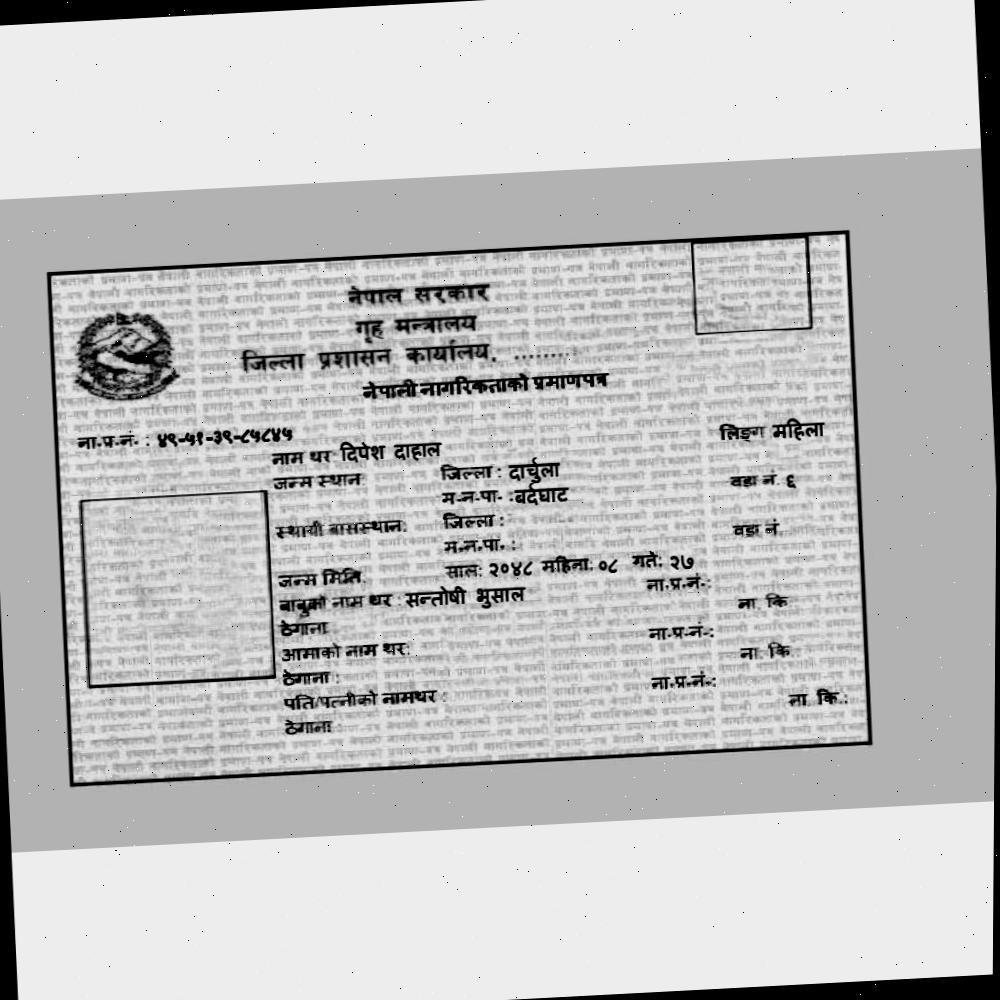 नेपाल सरकार
गृह मन्त्रालय
जिल्ला प्रशासन कार्यालय, ........
नेपाली नागरिकताको प्रमाणपत्र
ना.प्र.नं. : ४९-५१-३९-८५८४५
लिङ्ग महिला
नाम थर: दिपेश दाहाल
जन्म स्थान: जिल्ला : दार्चुला
म.न.पा. : बर्दघाट वडा नं. ६
स्थायी बासस्थान: जिल्ला :
म.न.पा. : वडा नं.
जन्म मिति: साल: २०४८ महिना: ०८ गते: २७
बाबुको नाम थर : सन्तोषी भुसाल ना.प्र.नं.:
ठेगाना ना. कि.
आमाको नाम थर: ना.प्र.नं.:
ठेगाना : ना. कि.:
पति/पत्नीको नामथर : ना.प्र.नं.:
ठेगाना : ना. कि.: